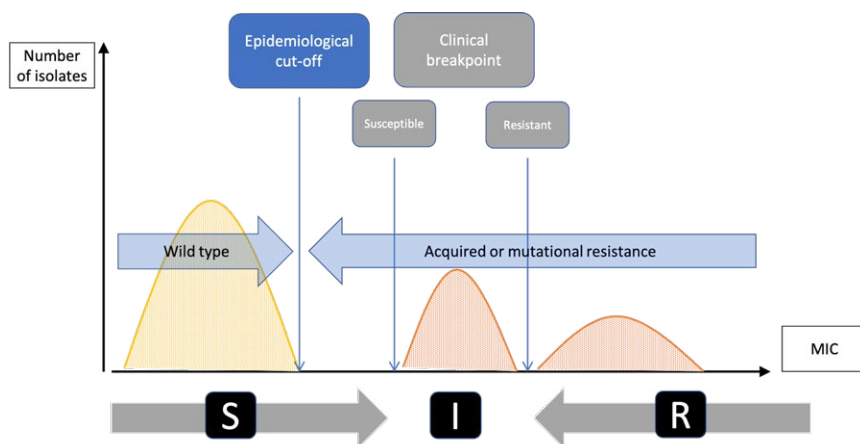 Number
of isolates
Epidemiological
cut-off
Clinical
breakpoint
Susceptible
Resistant
Wild type
Acquired or mutational resistance
MIC
S
I
R